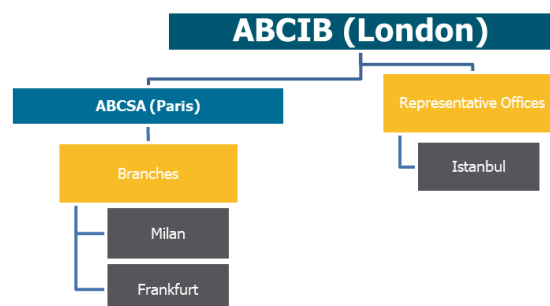 ABCIB (London)
ABCSA (Paris)
Representative Offices
Branches
Istanbul
Milan
Frankfurt